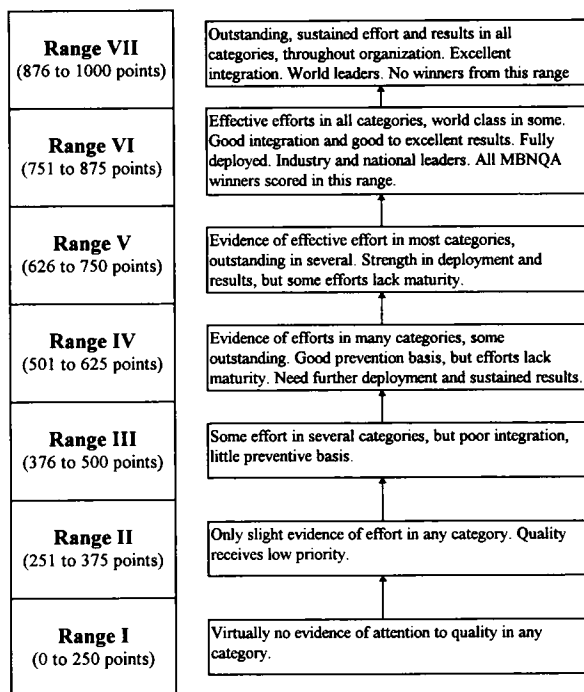 Range VII
(876 to 1000 points)
Outstanding, sustained effort and results in all
categories, throughout organization. Excellent
integration. World leaders. No winners from this range
Range VI
(751 to 875 points)
Effective efforts in all categories, world class in some.
Good integration and good to excellent results. Fully
deployed. Industry and national leaders. All MBNQA
winners scored in this range.
Range V
(626 to 750 points)
Evidence of effective effort in most categories,
outstanding in several. Strength in deployment and
results, but some efforts lack maturity.
Range IV
(501 to 625 points)
Evidence of efforts in many categories, some
outstanding. Good prevention basis, but efforts lack
maturity. Need further deployment and sustained results.
Range III
(376 to 500 points)
Some effort in several categories, but poor integration,
little preventive basis.
Range II
(251 to 375 points)
Only slight evidence of effort in any category. Quality
receives low priority.
Range I
(0 to 250 points)
Virtually no evidence of attention to quality in any
category.